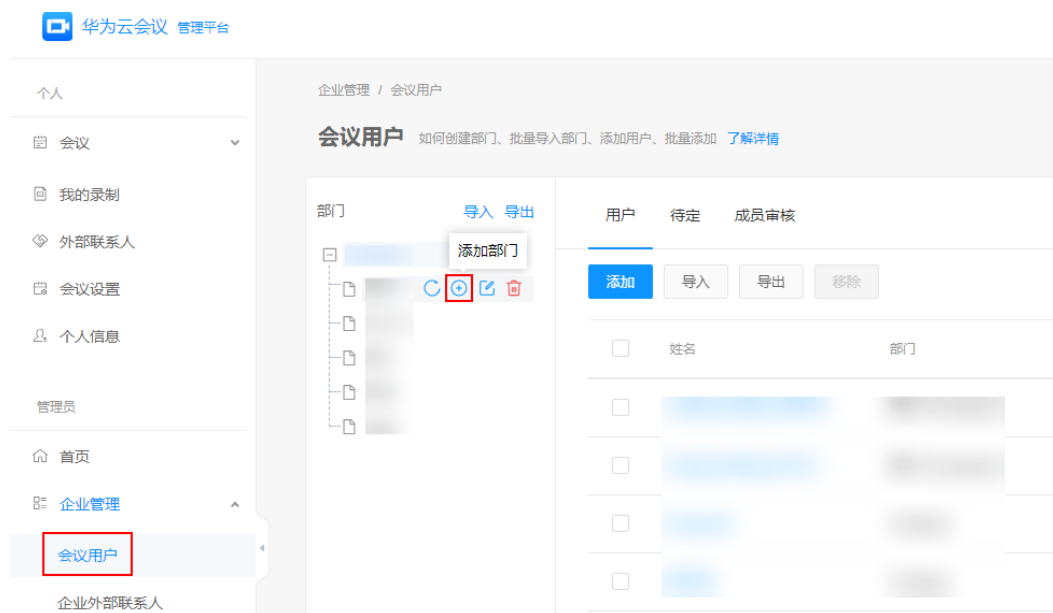 华为云会议 管理平台
个人
会议
我的录制
外部联系人
会议设置
个人信息
管理员
首页
企业管理
会议用户
企业外部联系人
企业管理 / 会议用户
会议用户 如何创建部门、批量导入部门、添加用户、批量添加 了解详情
部门 导入 导出
添加部门
用户 待定 成员审核
添加 导入 导出 移除
姓名 部门